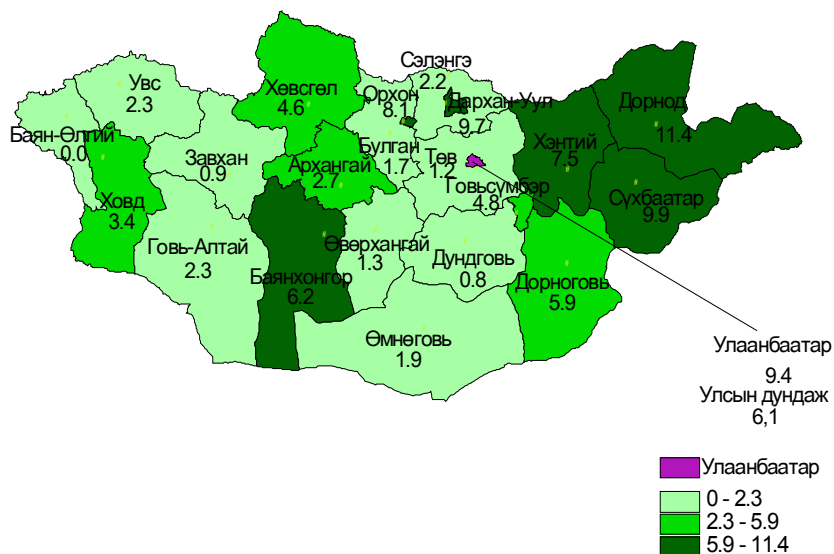 Сэлэнгэ
2.2
Увс
2.3
Хөвсгөл
4.6
Орхон
8.1
Дархан-Уул
9.7
Дорнод
11.4
Баян-Өлгий
0.0
Завхан
0.9
Булган
1.7
Төв
1.2
Хэнтий
7.5
Архангай
2.7
Говьсүмбэр
4.8
Сүхбаатар
9.9
Ховд
3.4
Говь-Алтай
2.3
Өвөрхангай
1.3
Дундговь
0.8
Баянхонгор
6.2
Дорноговь
5.9
Өмнөговь
1.9
Улаанбаатар
9.4
Улсын дундаж
6,1
Улаанбаатар
0 - 2.3
2.3 - 5.9
5.9 - 11.4